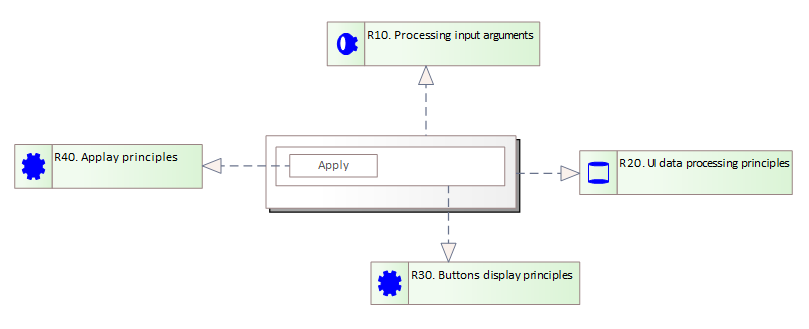 R10. Processing input arguments
R40. Applay principles
Apply
R20. UI data processing principles
R30. Buttons display principles